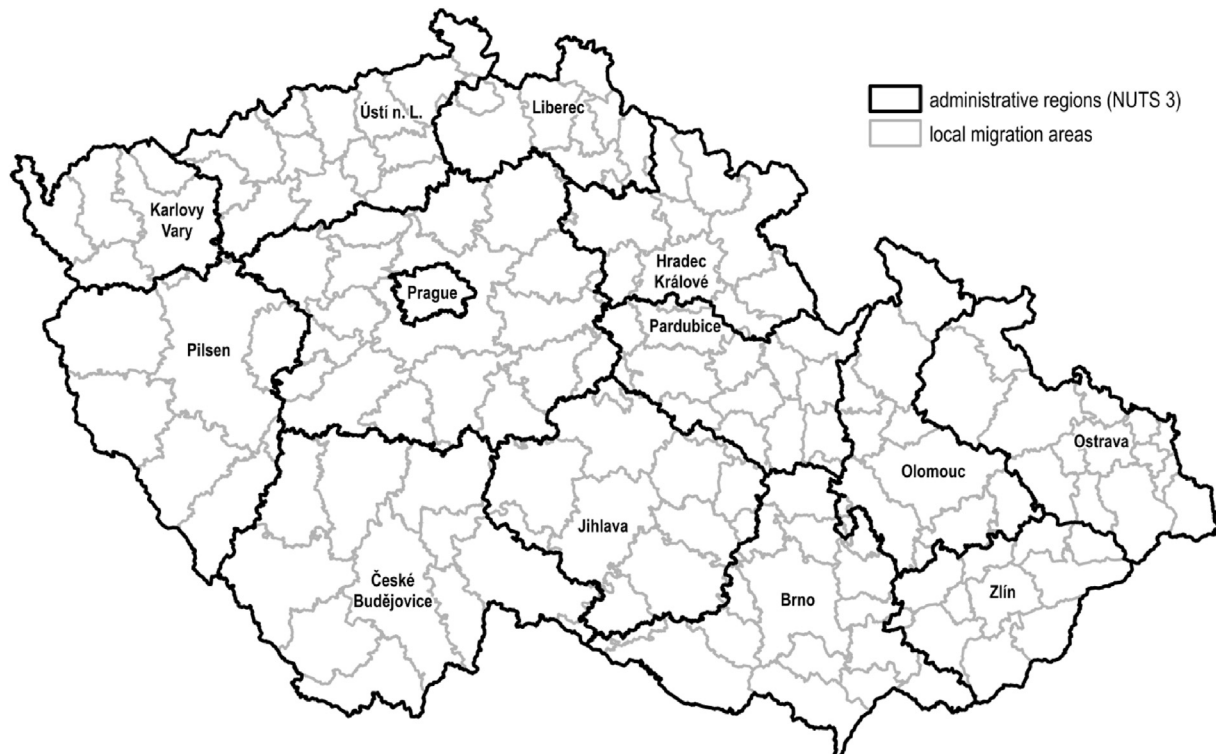 administrative regions (NUTS 3)
local migration areas
Ústí n. L.
Liberec
Karlovy
Vary
Hradec
Králové
Prague
Pardubice
Pilsen
Ostrava
Olomouc
Jihlava
České
Budějovice
Brno
Zlín